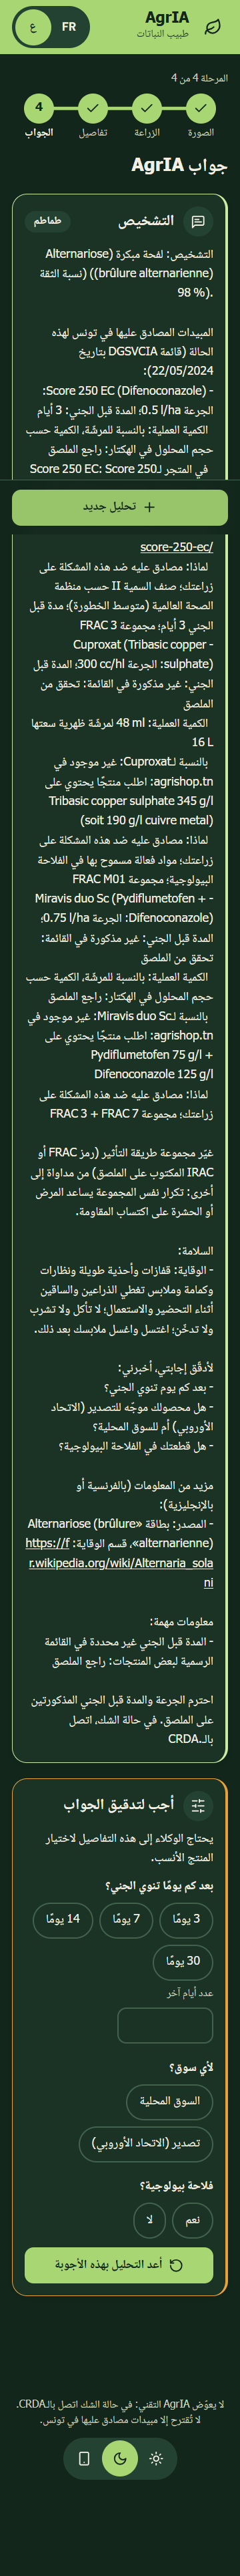 AgrIA
طبيب النباتات
FR
ع
المرحلة 4 من 4
4
الصورة
الزراعة
تفاصيل
الجواب
جواب AgrIA
التشخيص
طماطم
التشخيص: لفحة مبكرة (Alternariose
(brûlure alternarienne)) (نسبة الثقة
98 %).
المبيدات المصادق عليها في تونس لهذه
الحالة (قائمة DGSVCIA بتاريخ
22/05/2024):
- Score 250 EC (Difenoconazole):
الجرعة 0.5 l/ha؛ المدة قبل الجني: 3 أيام
الكمية العملية: بالنسبة للمرشّة، الكمية حسب
حجم المحلول في الهكتار: راجع الملصق
في المتجر لـScore 250 EC: Score 250
تحليل جديد
score-250-ec/
لماذا: مصادق عليه ضد هذه المشكلة على
زراعتك؛ صنف السمية II حسب منظمة
الصحة العالمية (متوسط الخطورة)؛ مدة قبل
الجني 3 أيام؛ مجموعة FRAC 3
- Cuproxat (Tribasic copper
sulphate): الجرعة 300 cc/hl؛ المدة قبل
الجني: غير مذكورة في القائمة: تحقق من
الملصق
الكمية العملية: 48 ml لمرشّة ظهرية سعتها
16 L
بالنسبة لـCuproxat: غير موجود في
agrishop.tn: اطلب منتجًا يحتوي على
Tribasic copper sulphate 345 g/l
(soit 190 g/l cuivre metal)
لماذا: مصادق عليه ضد هذه المشكلة على
زراعتك؛ مواد فعالة مسموح بها في الفلاحة
البيولوجية؛ مجموعة FRAC M01
- Miravis duo Sc (Pydiflumetofen +
Difenoconazole): الجرعة 0.75 l/ha؛
المدة قبل الجني: غير مذكورة في القائمة:
تحقق من الملصق
الكمية العملية: بالنسبة للمرشّة، الكمية حسب
حجم المحلول في الهكتار: راجع الملصق
بالنسبة لـMiravis duo Sc: غير موجود في
agrishop.tn: اطلب منتجًا يحتوي على
Pydiflumetofen 75 g/l +
Difenoconazole 125 g/l
لماذا: مصادق عليه ضد هذه المشكلة على
زراعتك؛ مجموعة FRAC 3 + FRAC 7
غيّر مجموعة طريقة التأثير (رمز FRAC أو
IRAC المكتوب على الملصق) من مداواة إلى
أخرى: تكرار نفس المجموعة يساعد المرض
أو الحشرة على اكتساب المقاومة.
السلامة:
- الوقاية: قفازات وأحذية طويلة ونظارات
وكمامة وملابس تغطي الذراعين والساقين
أثناء التحضير والاستعمال؛ لا تأكل ولا تشرب
ولا تدخّن؛ اغتسل واغسل ملابسك بعد ذلك.
لأدقّق إجابتي، أخبرني:
- بعد كم يوم تنوي الجني؟
- هل محصولك موجّه للتصدير (الاتحاد
الأوروبي) أم للسوق المحلية؟
- هل قطعتك في الفلاحة البيولوجية؟
مزيد من المعلومات (بالفرنسية أو
بالإنجليزية):
- المصدر: بطاقة «Alternariose (brûlure
alternarienne)»، قسم الوقاية: https://f
r.wikipedia.org/wiki/Alternaria_sola
ni
معلومات مهمة:
- المدة قبل الجني غير محددة في القائمة
الرسمية لبعض المنتجات: راجع الملصق
احترم الجرعة والمدة قبل الجني المذكورتين
على الملصق. في حالة الشك، اتصل
بالـCRDA.
أجب لتدقيق الجواب
يحتاج الوكلاء إلى هذه التفاصيل لاختيار
المنتج الأنسب.
بعد كم يومًا تنوي الجني؟
3 يومًا
7 يومًا
14 يومًا
30 يومًا
عدد أيام آخر
لأي سوق؟
السوق المحلية
تصدير (الاتحاد الأوروبي)
فلاحة بيولوجية؟
نعم
لا
أعد التحليل بهذه الأجوبة
لا يعوّض AgrIA التقني: في حالة الشك اتصل بالـCRDA.
لا تُقترح إلا مبيدات مصادق عليها في تونس.